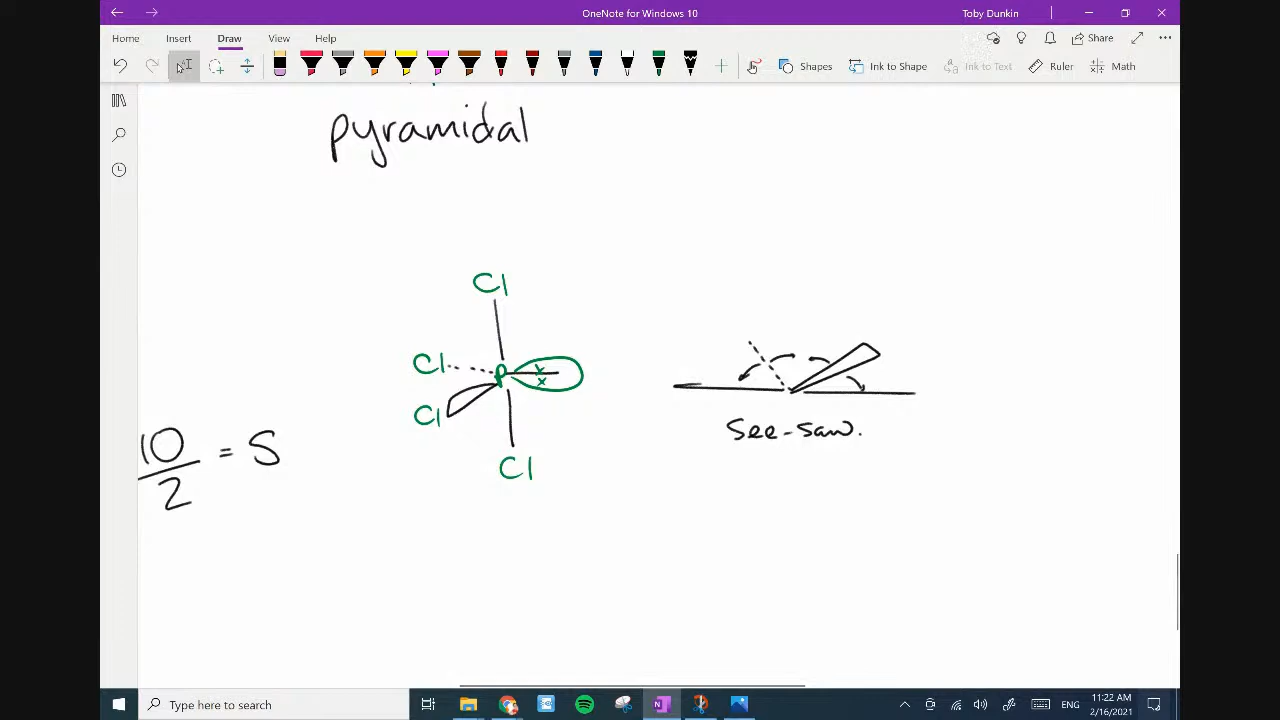 OneNote for Windows 10
Toby Dunkin
Home Insert Draw View Help
Share
Shapes Ink to Shape Ink to Text Ruler Math
pyramidal
Cl
Cl P x x
Cl
Cl
See-saw.
10
= 5
2
Type here to search
ENG
11:22 AM
2/16/2021